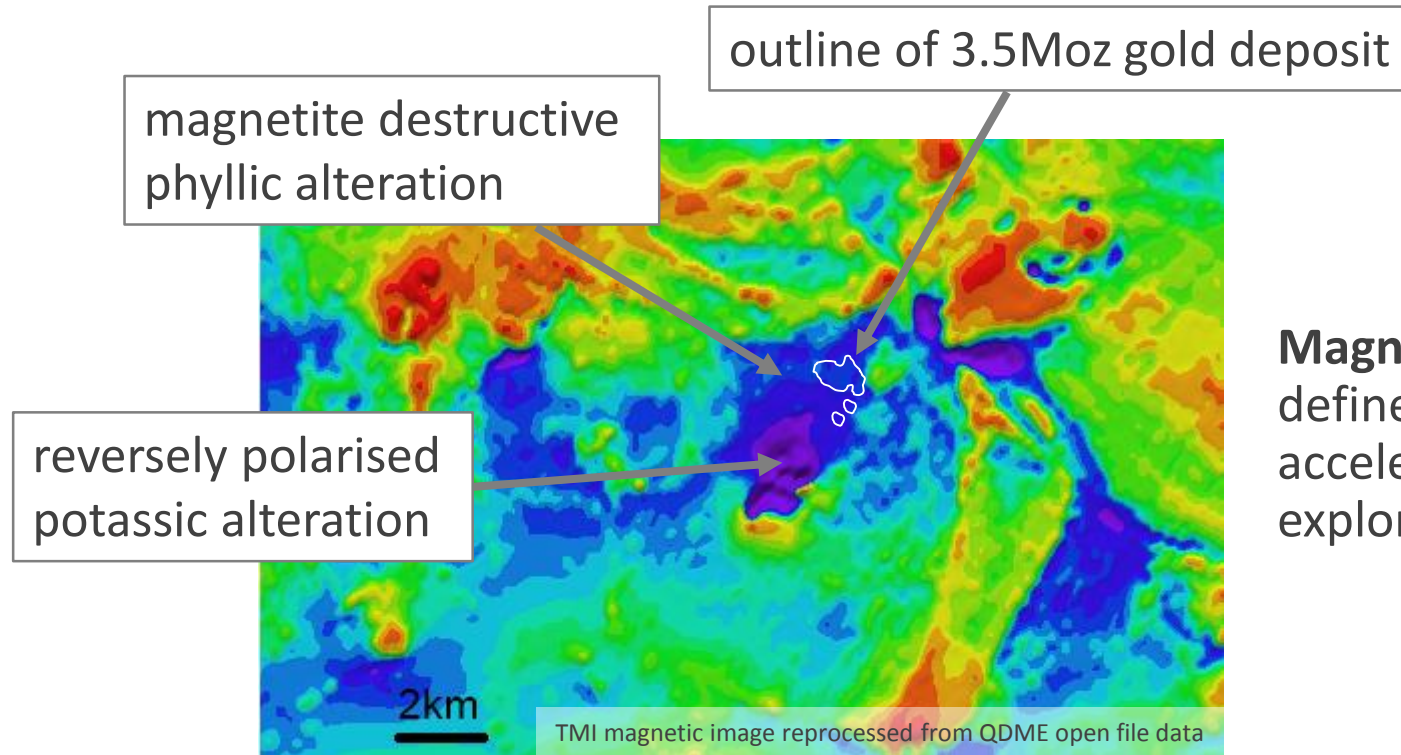 outline of 3.5Moz gold deposit
magnetite destructive
phyllic alteration
reversely polarised
potassic alteration
2km
TMI magnetic image reprocessed from QDME open file data